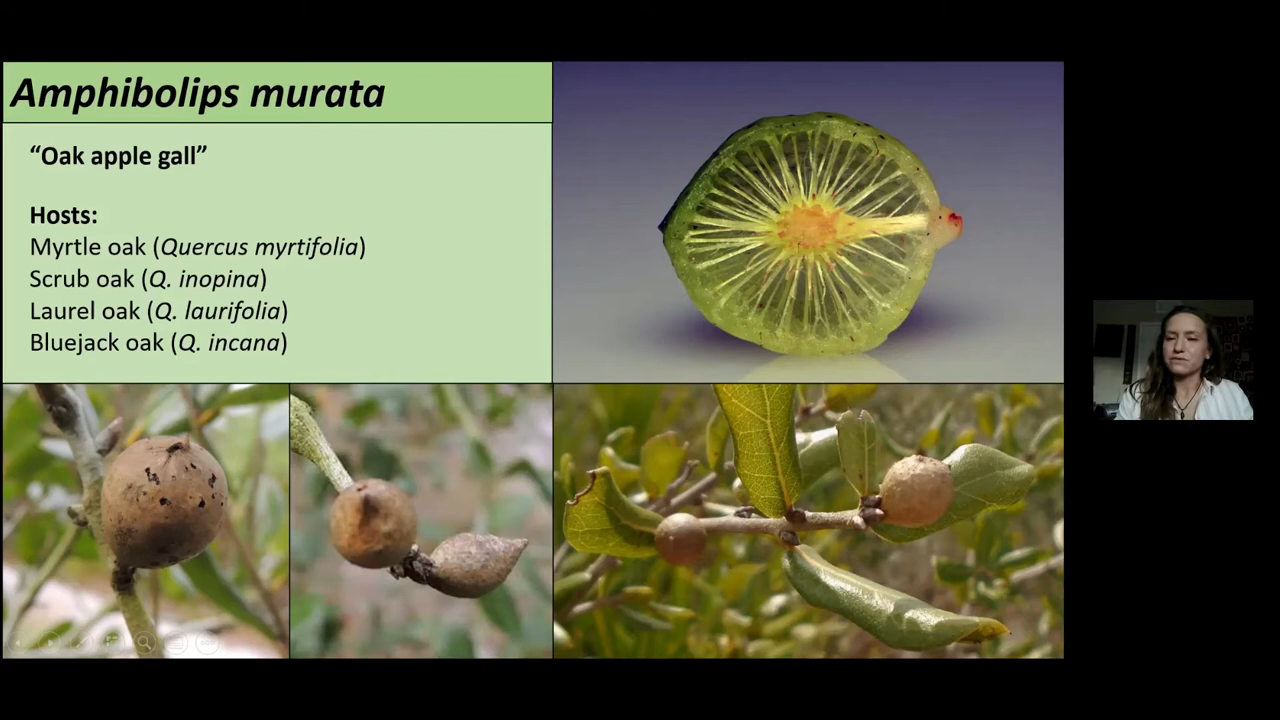 Amphibolips murata
“Oak apple gall”
Hosts:
Myrtle oak (Quercus myrtifolia)
Scrub oak (Q. inopina)
Laurel oak (Q. laurifolia)
Bluejack oak (Q. incana)